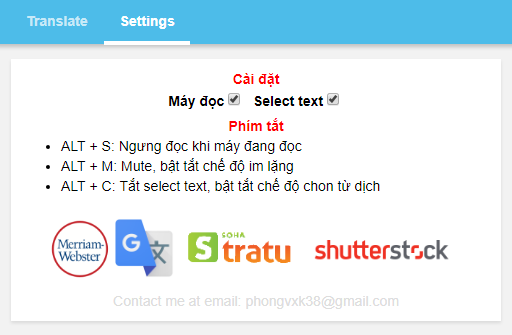 Translate Settings
Cài đặt
Máy đọc Select text
Phím tắt
ALT + S: Ngưng đọc khi máy đang đọc
ALT + M: Mute, bật tắt chế độ im lặng
ALT + C: Tắt select text, bật tắt chế độ chon từ dịch
Merriam-
Webster
G 文
S SOHA
tratu
shutterstock
Contact me at email: phongvxk38@gmail.com